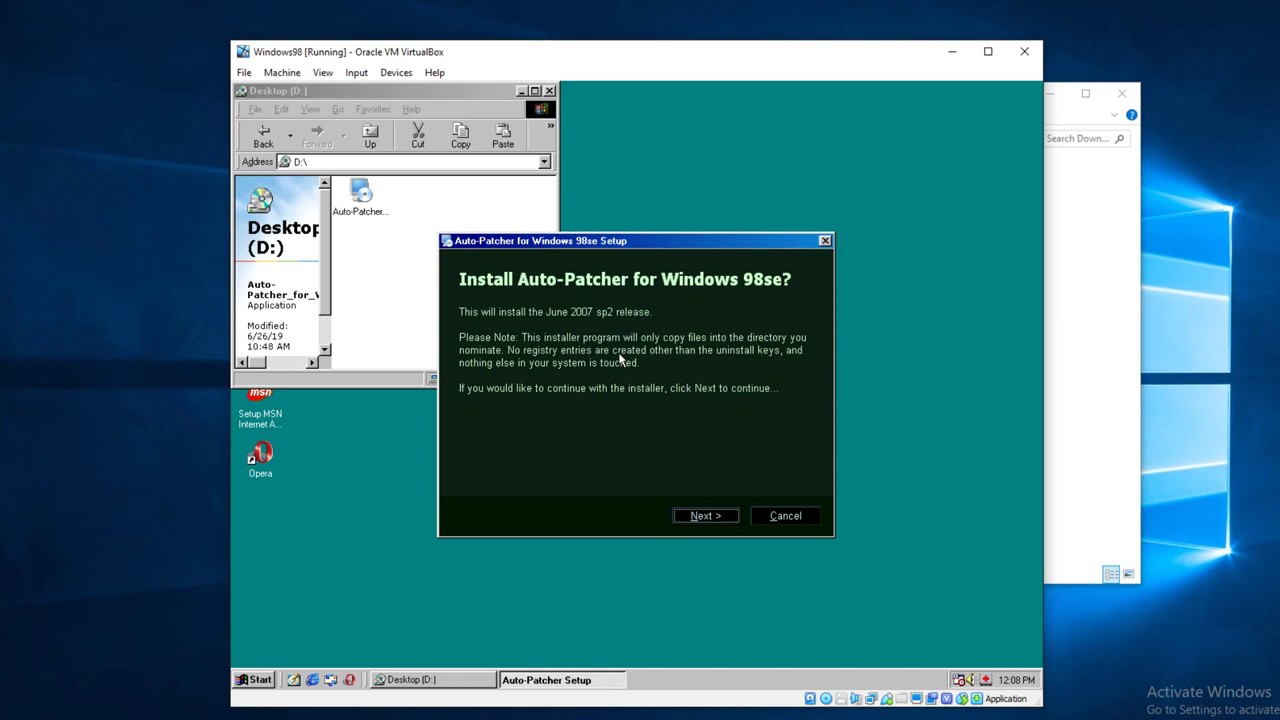 Windows98 [Running] - Oracle VM VirtualBox
File Machine View Input Devices Help
Desktop (D:)
File Edit View Go Favorites Help
Back Forward Up Cut Copy Paste »
Address D:\
Search Down...
Desktop
(D:)
Auto-
Patcher_for_
Application
Modified:
6/26/19
10:48 AM
Auto-Patcher...
Auto-Patcher for Windows 98se Setup
Install Auto-Patcher for Windows 98se?
This will install the June 2007 sp2 release.
Please Note: This installer program will only copy files into the directory you
nominate. No registry entries are created other than the uninstall keys, and
nothing else in your system is touched.
If you would like to continue with the installer, click Next to continue...
Next > Cancel
msn
Setup MSN
Internet A...
Opera
Start Desktop (D:) Auto-Patcher Setup 12:08 PM
Application
Activate Windows
Go to Settings to activate